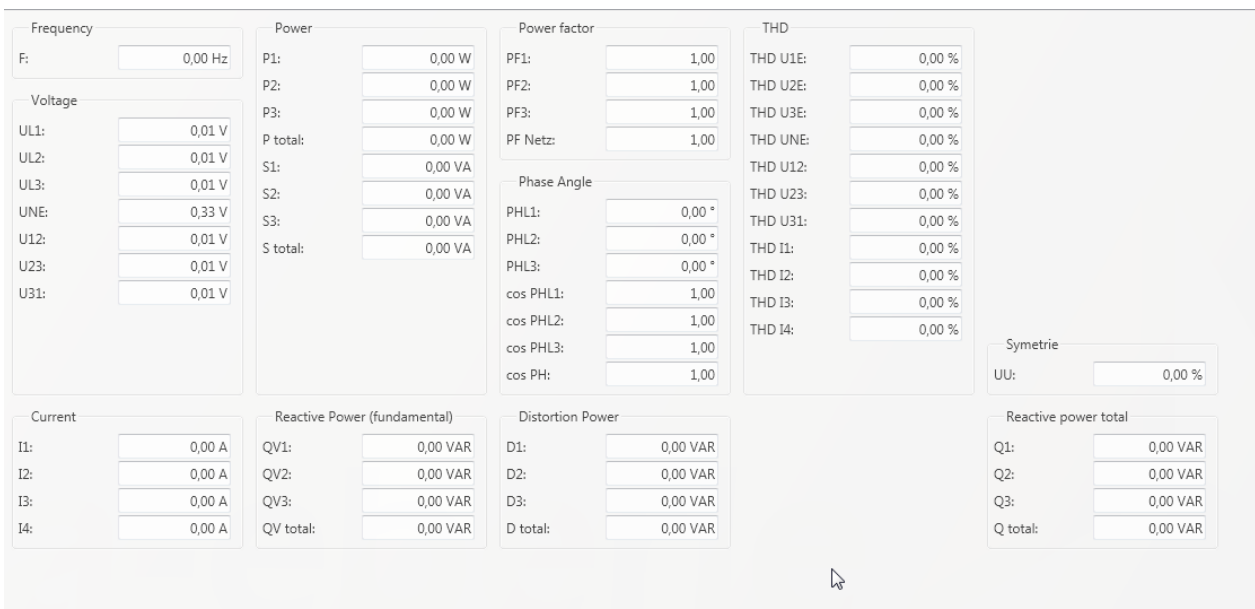 Frequency
F: 0,00 Hz
Voltage
UL1: 0,01 V
UL2: 0,01 V
UL3: 0,01 V
UNE: 0,33 V
U12: 0,01 V
U23: 0,01 V
U31: 0,01 V
Power
P1: 0,00 W
P2: 0,00 W
P3: 0,00 W
P total: 0,00 W
S1: 0,00 VA
S2: 0,00 VA
S3: 0,00 VA
S total: 0,00 VA
Power factor
PF1: 1,00
PF2: 1,00
PF3: 1,00
PF Netz: 1,00
Phase Angle
PHL1: 0,00 °
PHL2: 0,00 °
PHL3: 0,00 °
cos PHL1: 1,00
cos PHL2: 1,00
cos PHL3: 1,00
cos PH: 1,00
THD
THD U1E: 0,00 %
THD U2E: 0,00 %
THD U3E: 0,00 %
THD UNE: 0,00 %
THD U12: 0,00 %
THD U23: 0,00 %
THD U31: 0,00 %
THD I1: 0,00 %
THD I2: 0,00 %
THD I3: 0,00 %
THD I4: 0,00 %
Symetrie
UU: 0,00 %
Current
I1: 0,00 A
I2: 0,00 A
I3: 0,00 A
I4: 0,00 A
Reactive Power (fundamental)
QV1: 0,00 VAR
QV2: 0,00 VAR
QV3: 0,00 VAR
QV total: 0,00 VAR
Distortion Power
D1: 0,00 VAR
D2: 0,00 VAR
D3: 0,00 VAR
D total: 0,00 VAR
Reactive power total
Q1: 0,00 VAR
Q2: 0,00 VAR
Q3: 0,00 VAR
Q total: 0,00 VAR